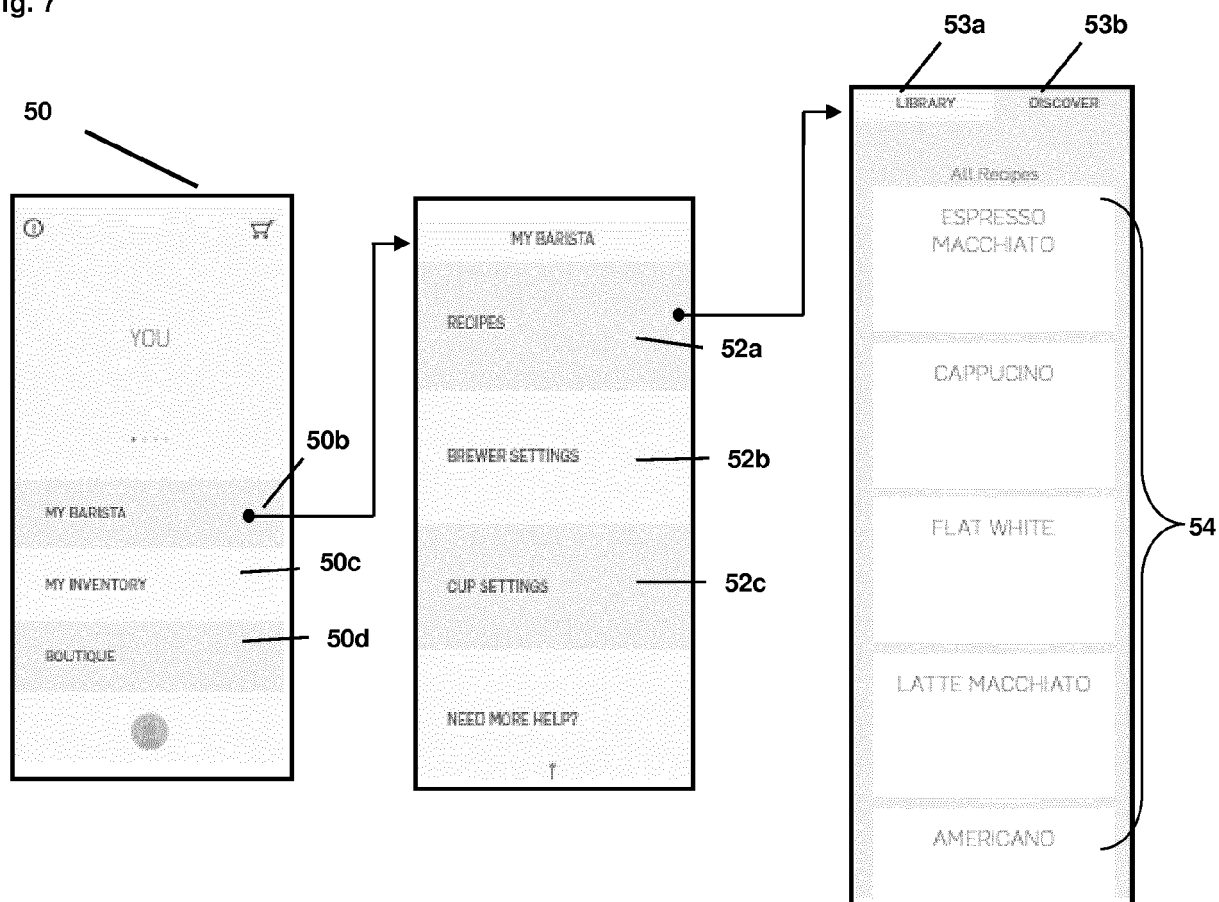 ig. 7
50
YOU
MY BARISTA
50b
MY INVENTORY
50c
BOUTIQUE
50d
MY BARISTA
RECIPES
52a
BREWER SETTINGS
52b
CUP SETTINGS
52c
NEED MORE HELP?
53a
53b
LIBRARY
DISCOVER
All Recipes
ESPRESSO
MACCHIATO
CAPPUCINO
FLAT WHITE
54
LATTE MACCHIATO
AMERICANO